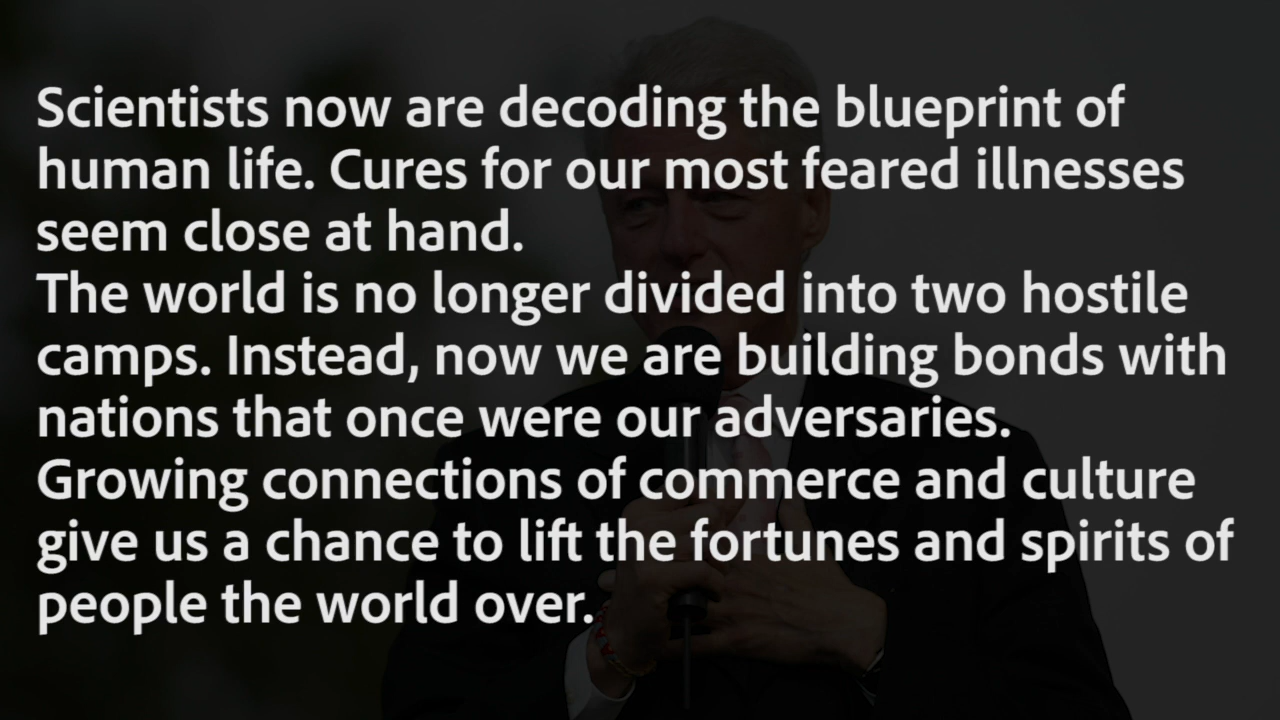 Scientists now are decoding the blueprint of
human life. Cures for our most feared illnesses
seem close at hand.
The world is no longer divided into two hostile
camps. Instead, now we are building bonds with
nations that once were our adversaries.
Growing connections of commerce and culture
give us a chance to lift the fortunes and spirits of
people the world over.